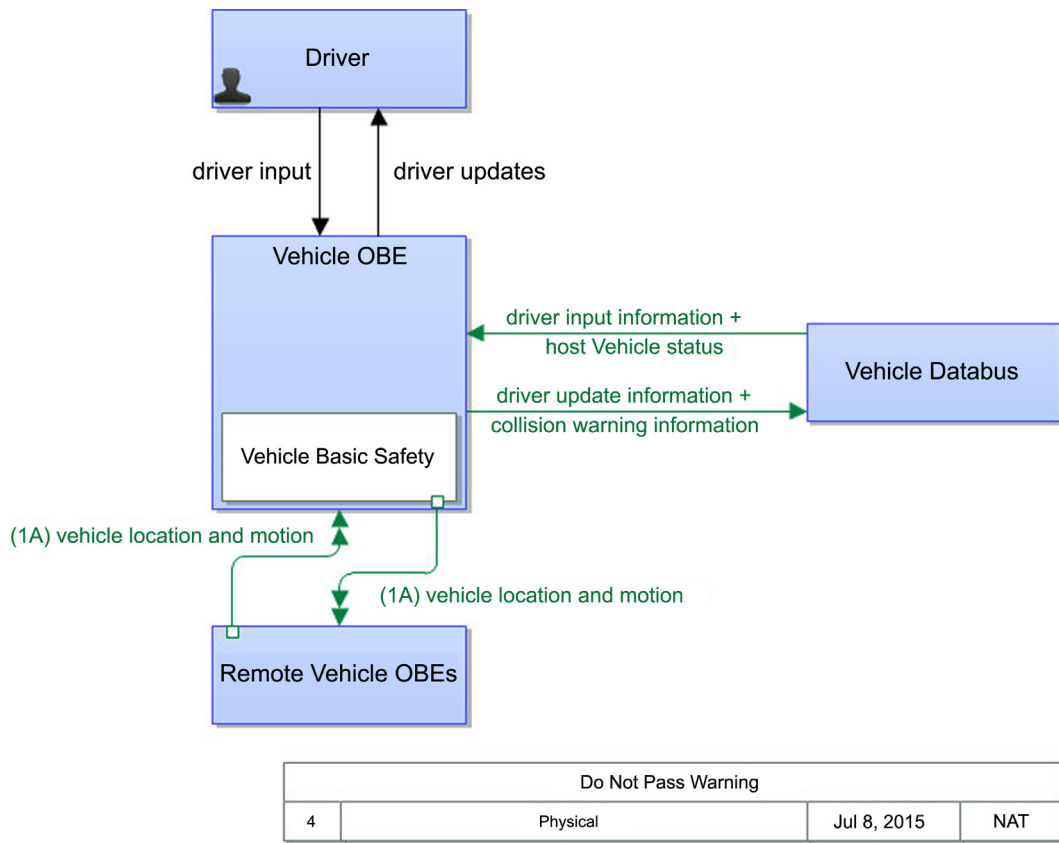 Driver
driver input
driver updates
Vehicle OBE
driver input information +
host Vehicle status
Vehicle Databus
driver update information +
collision warning information
Vehicle Basic Safety
(1A) vehicle location and motion
(1A) vehicle location and motion
Remote Vehicle OBEs
Do Not Pass Warning
4 Physical Jul 8, 2015 NAT